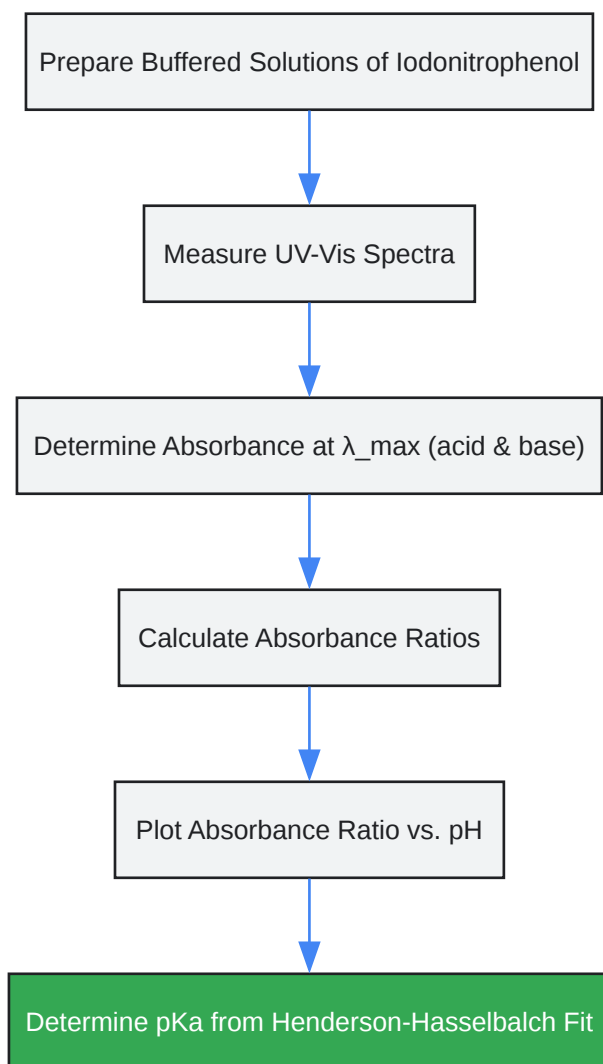 Prepare Buffered Solutions of Iodonitrophenol
Measure UV-Vis Spectra
Determine Absorbance at λ_max (acid & base)
Calculate Absorbance Ratios
Plot Absorbance Ratio vs. pH
Determine pKa from Henderson-Hasselbalch Fit